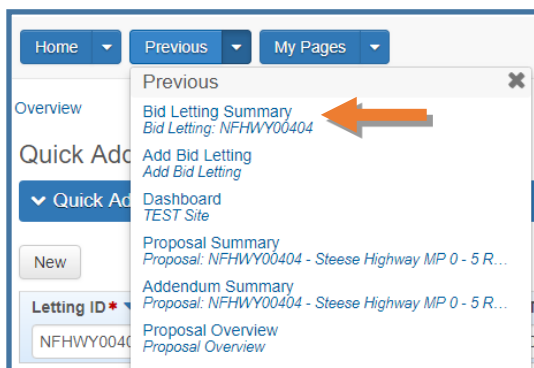 Home Previous My Pages
Previous
Overview
Bid Letting Summary
Bid Letting: NFHWY00404
Add Bid Letting
Add Bid Letting
Quick Add
Dashboard
TEST Site
Quick Ad
Proposal Summary
Proposal: NFHWY00404 - Steese Highway MP 0 - 5 R...
New
Addendum Summary
Proposal: NFHWY00404 - Steese Highway MP 0 - 5 R...
Letting ID*
Proposal Overview
Proposal Overview
NFHWY0040